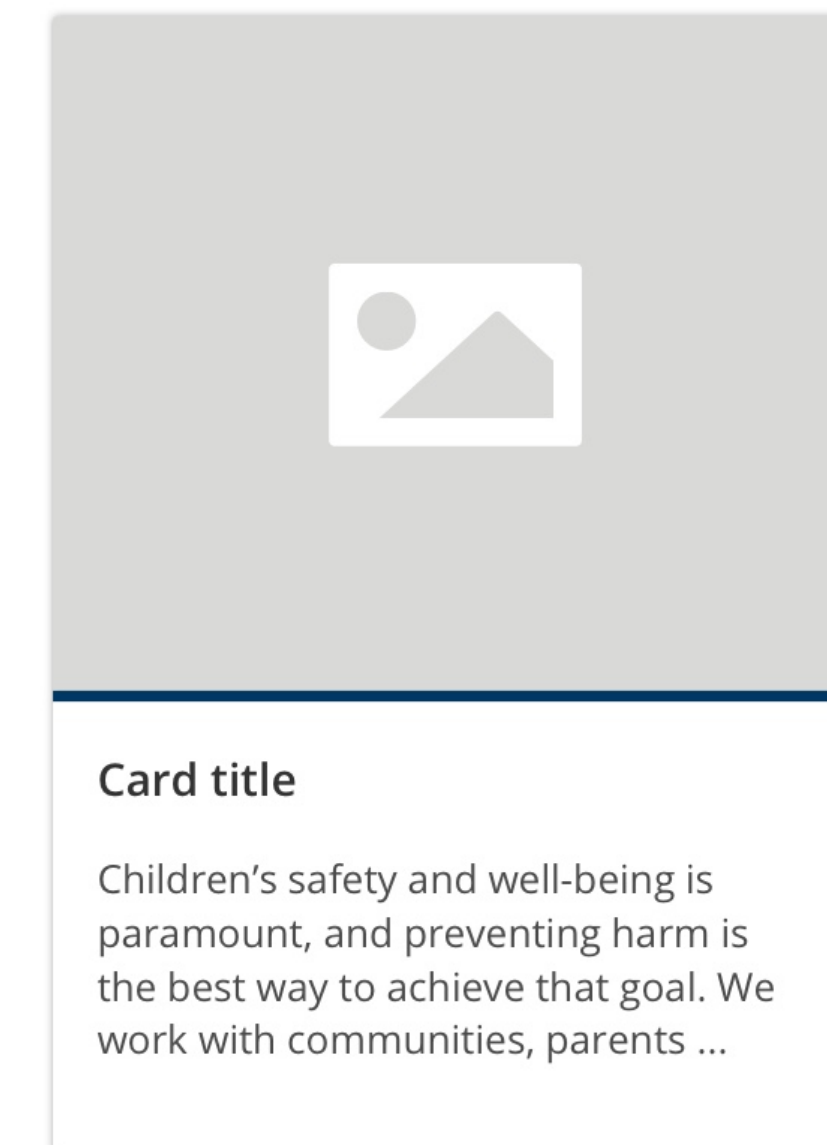 Card title
Children’s safety and well-being is
paramount, and preventing harm is
the best way to achieve that goal. We
work with communities, parents ...